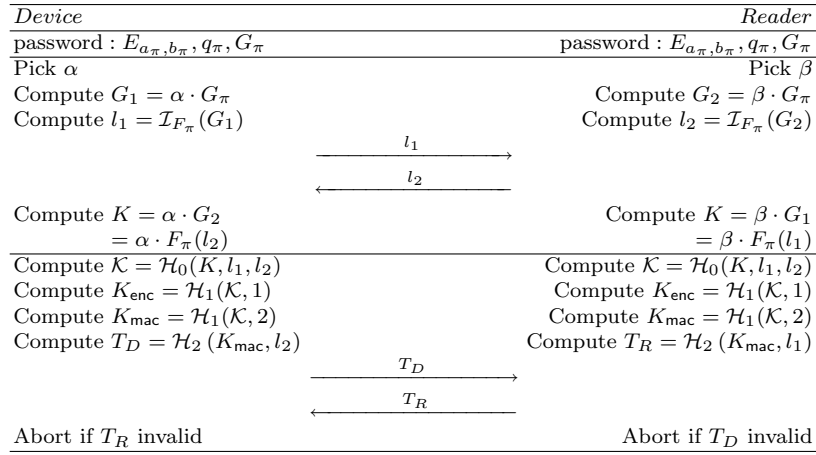 Device Reader
password : E_{a_π,b_π}, q_π, G_π password : E_{a_π,b_π}, q_π, G_π
Pick α Pick β
Compute G_1 = α · G_π Compute G_2 = β · G_π
Compute l_1 = 𝓘_{F_π}(G_1) Compute l_2 = 𝓘_{F_π}(G_2)
l_1
l_2
Compute K = α · G_2 Compute K = β · G_1
= α · F_π(l_2) = β · F_π(l_1)
Compute 𝒦 = ℋ_0(K, l_1, l_2) Compute 𝒦 = ℋ_0(K, l_1, l_2)
Compute K_enc = ℋ_1(𝒦, 1) Compute K_enc = ℋ_1(𝒦, 1)
Compute K_mac = ℋ_1(𝒦, 2) Compute K_mac = ℋ_1(𝒦, 2)
Compute T_D = ℋ_2 (K_mac, l_2) Compute T_R = ℋ_2 (K_mac, l_1)
T_D
T_R
Abort if T_R invalid Abort if T_D invalid